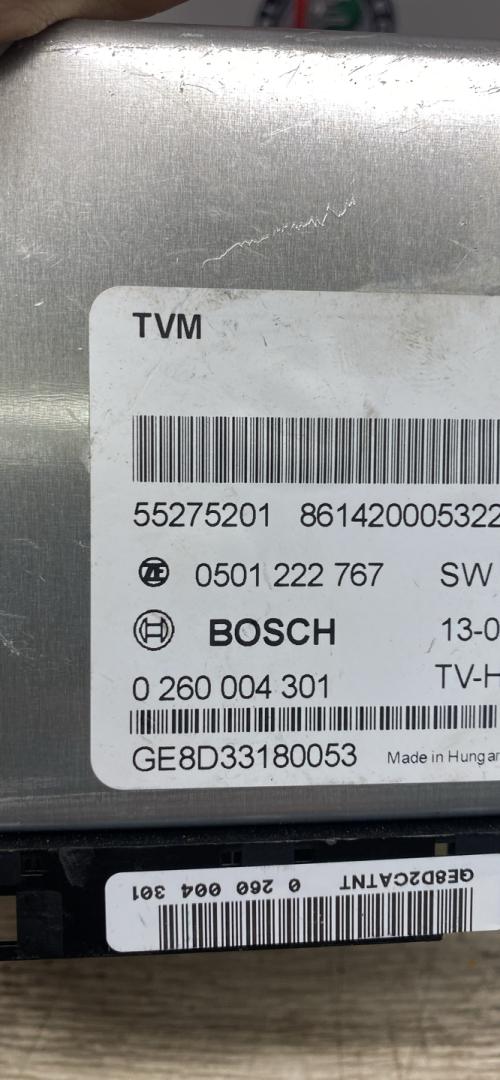 TVM
55275201 861420005322
ZF 0501 222 767 SW
BOSCH 13-0
0 260 004 301 TV-H
GE8D33180053 Made in Hungar
GE8D2CATNT 0 260 004 301